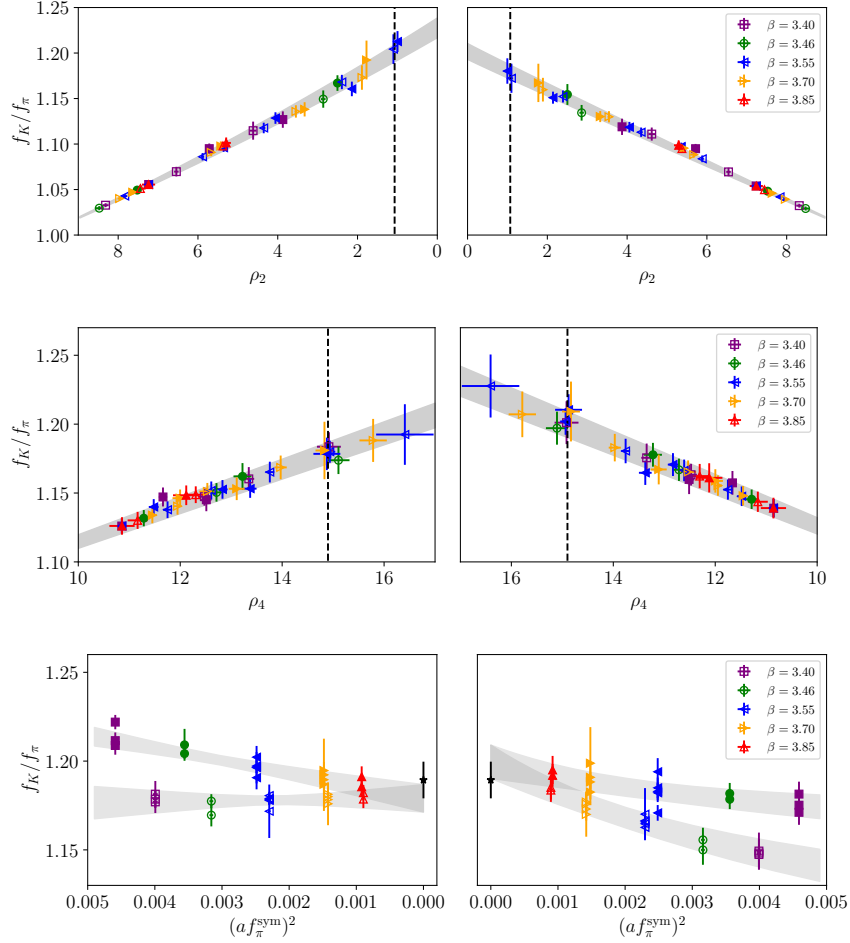 1.25
1.20
1.15
1.10
1.05
1.00
f_K/f_π
8 6 4 2 0
ρ_2
β = 3.40
β = 3.46
β = 3.55
β = 3.70
β = 3.85
0 2 4 6 8
ρ_2
1.25
1.20
1.15
1.10
f_K/f_π
10 12 14 16
ρ_4
β = 3.40
β = 3.46
β = 3.55
β = 3.70
β = 3.85
16 14 12 10
ρ_4
1.25
1.20
1.15
f_K/f_π
0.005 0.004 0.003 0.002 0.001 0.000
(af_π^sym)^2
β = 3.40
β = 3.46
β = 3.55
β = 3.70
β = 3.85
0.000 0.001 0.002 0.003 0.004 0.005
(af_π^sym)^2